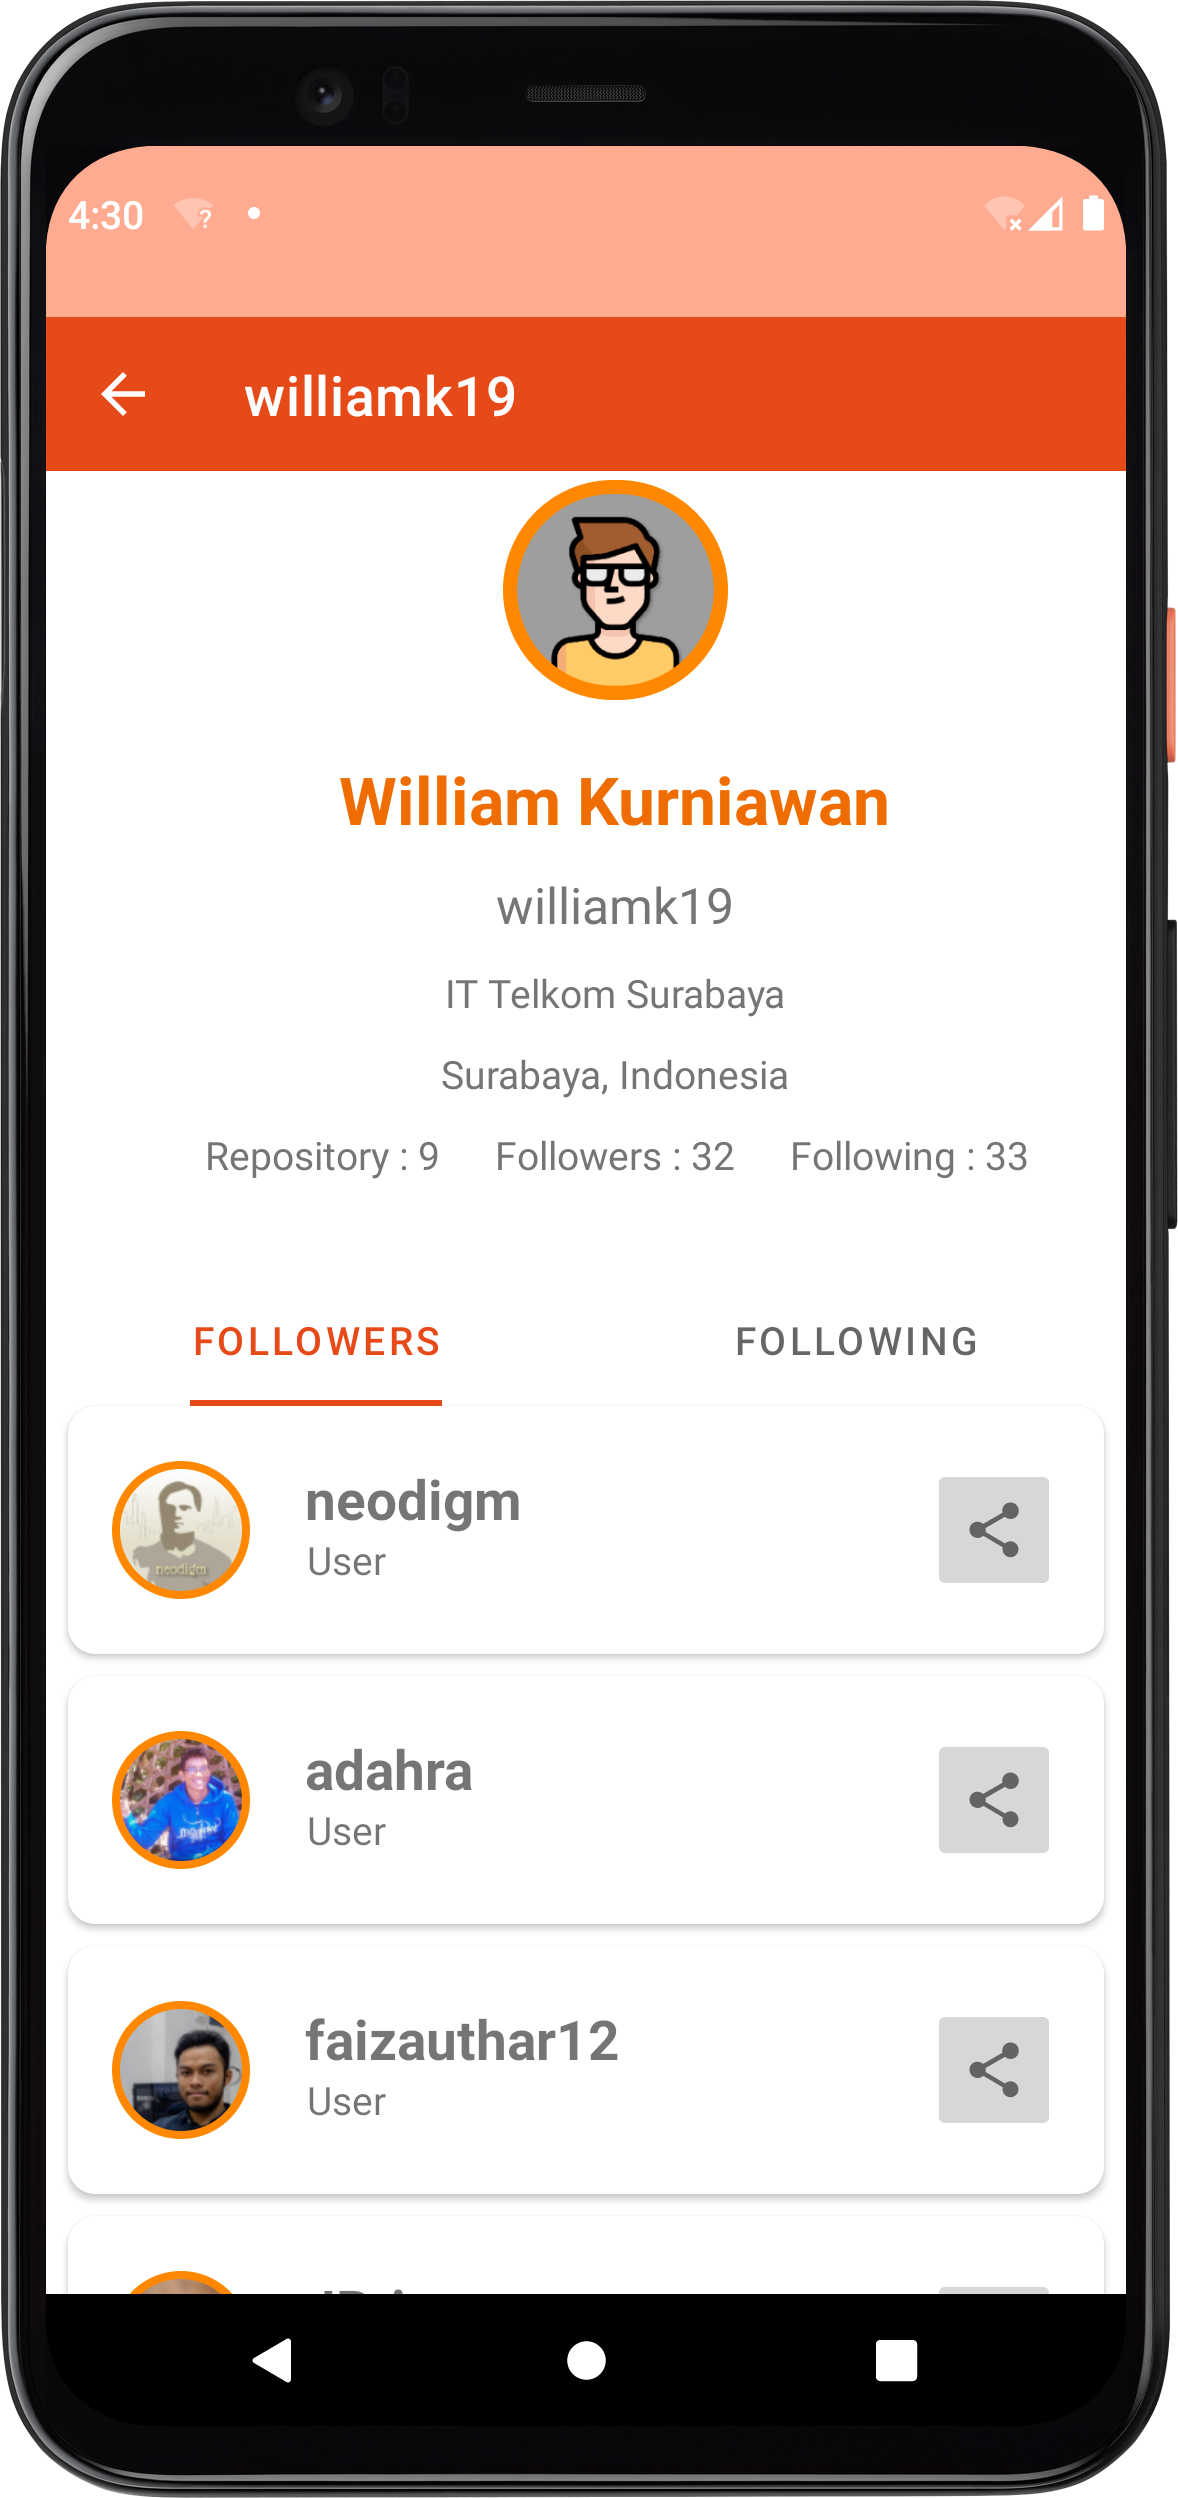 4:30
williamk19
William Kurniawan
williamk19
IT Telkom Surabaya
Surabaya, Indonesia
Repository : 9 Followers : 32 Following : 33
FOLLOWERS FOLLOWING
neodigm
neodigm
User
adahra
User
faizauthar12
User